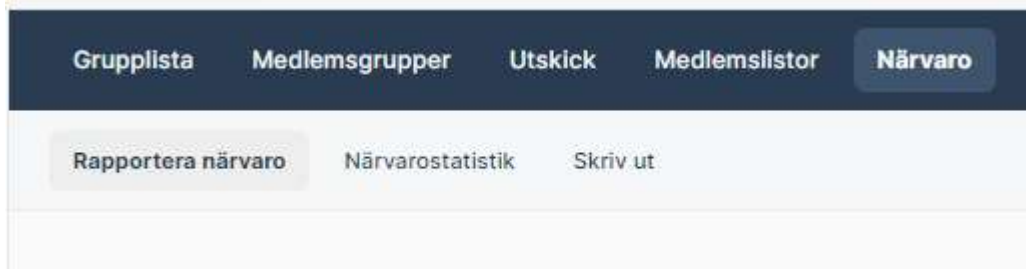 Grupplista Medlemsgrupper Utskick Medlemslistor Närvaro
Rapportera närvaro Närvarostatistik Skriv ut